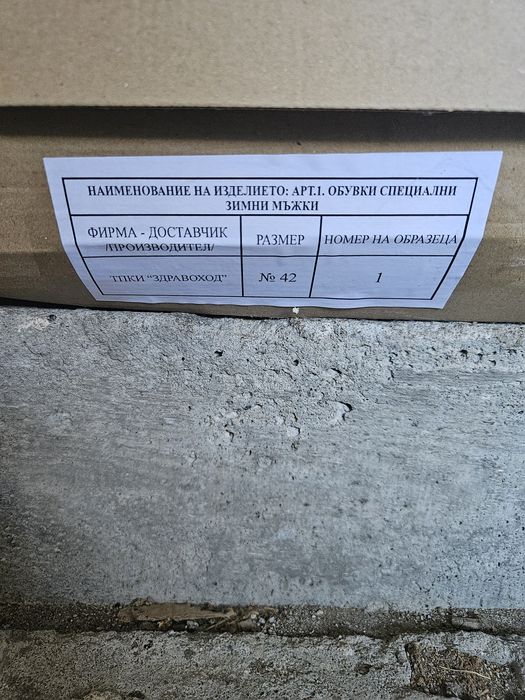 НАИМЕНОВАНИЕ НА ИЗДЕЛИЕТО: АРТ.1. ОБУВКИ СПЕЦИАЛНИ
ЗИМНИ МЪЖКИ
ФИРМА - ДОСТАВЧИК
/ПРОИЗВОДИТЕЛ/
РАЗМЕР
НОМЕР НА ОБРАЗЕЦА
ТПКИ "ЗДРАВОХОД"
№ 42
1